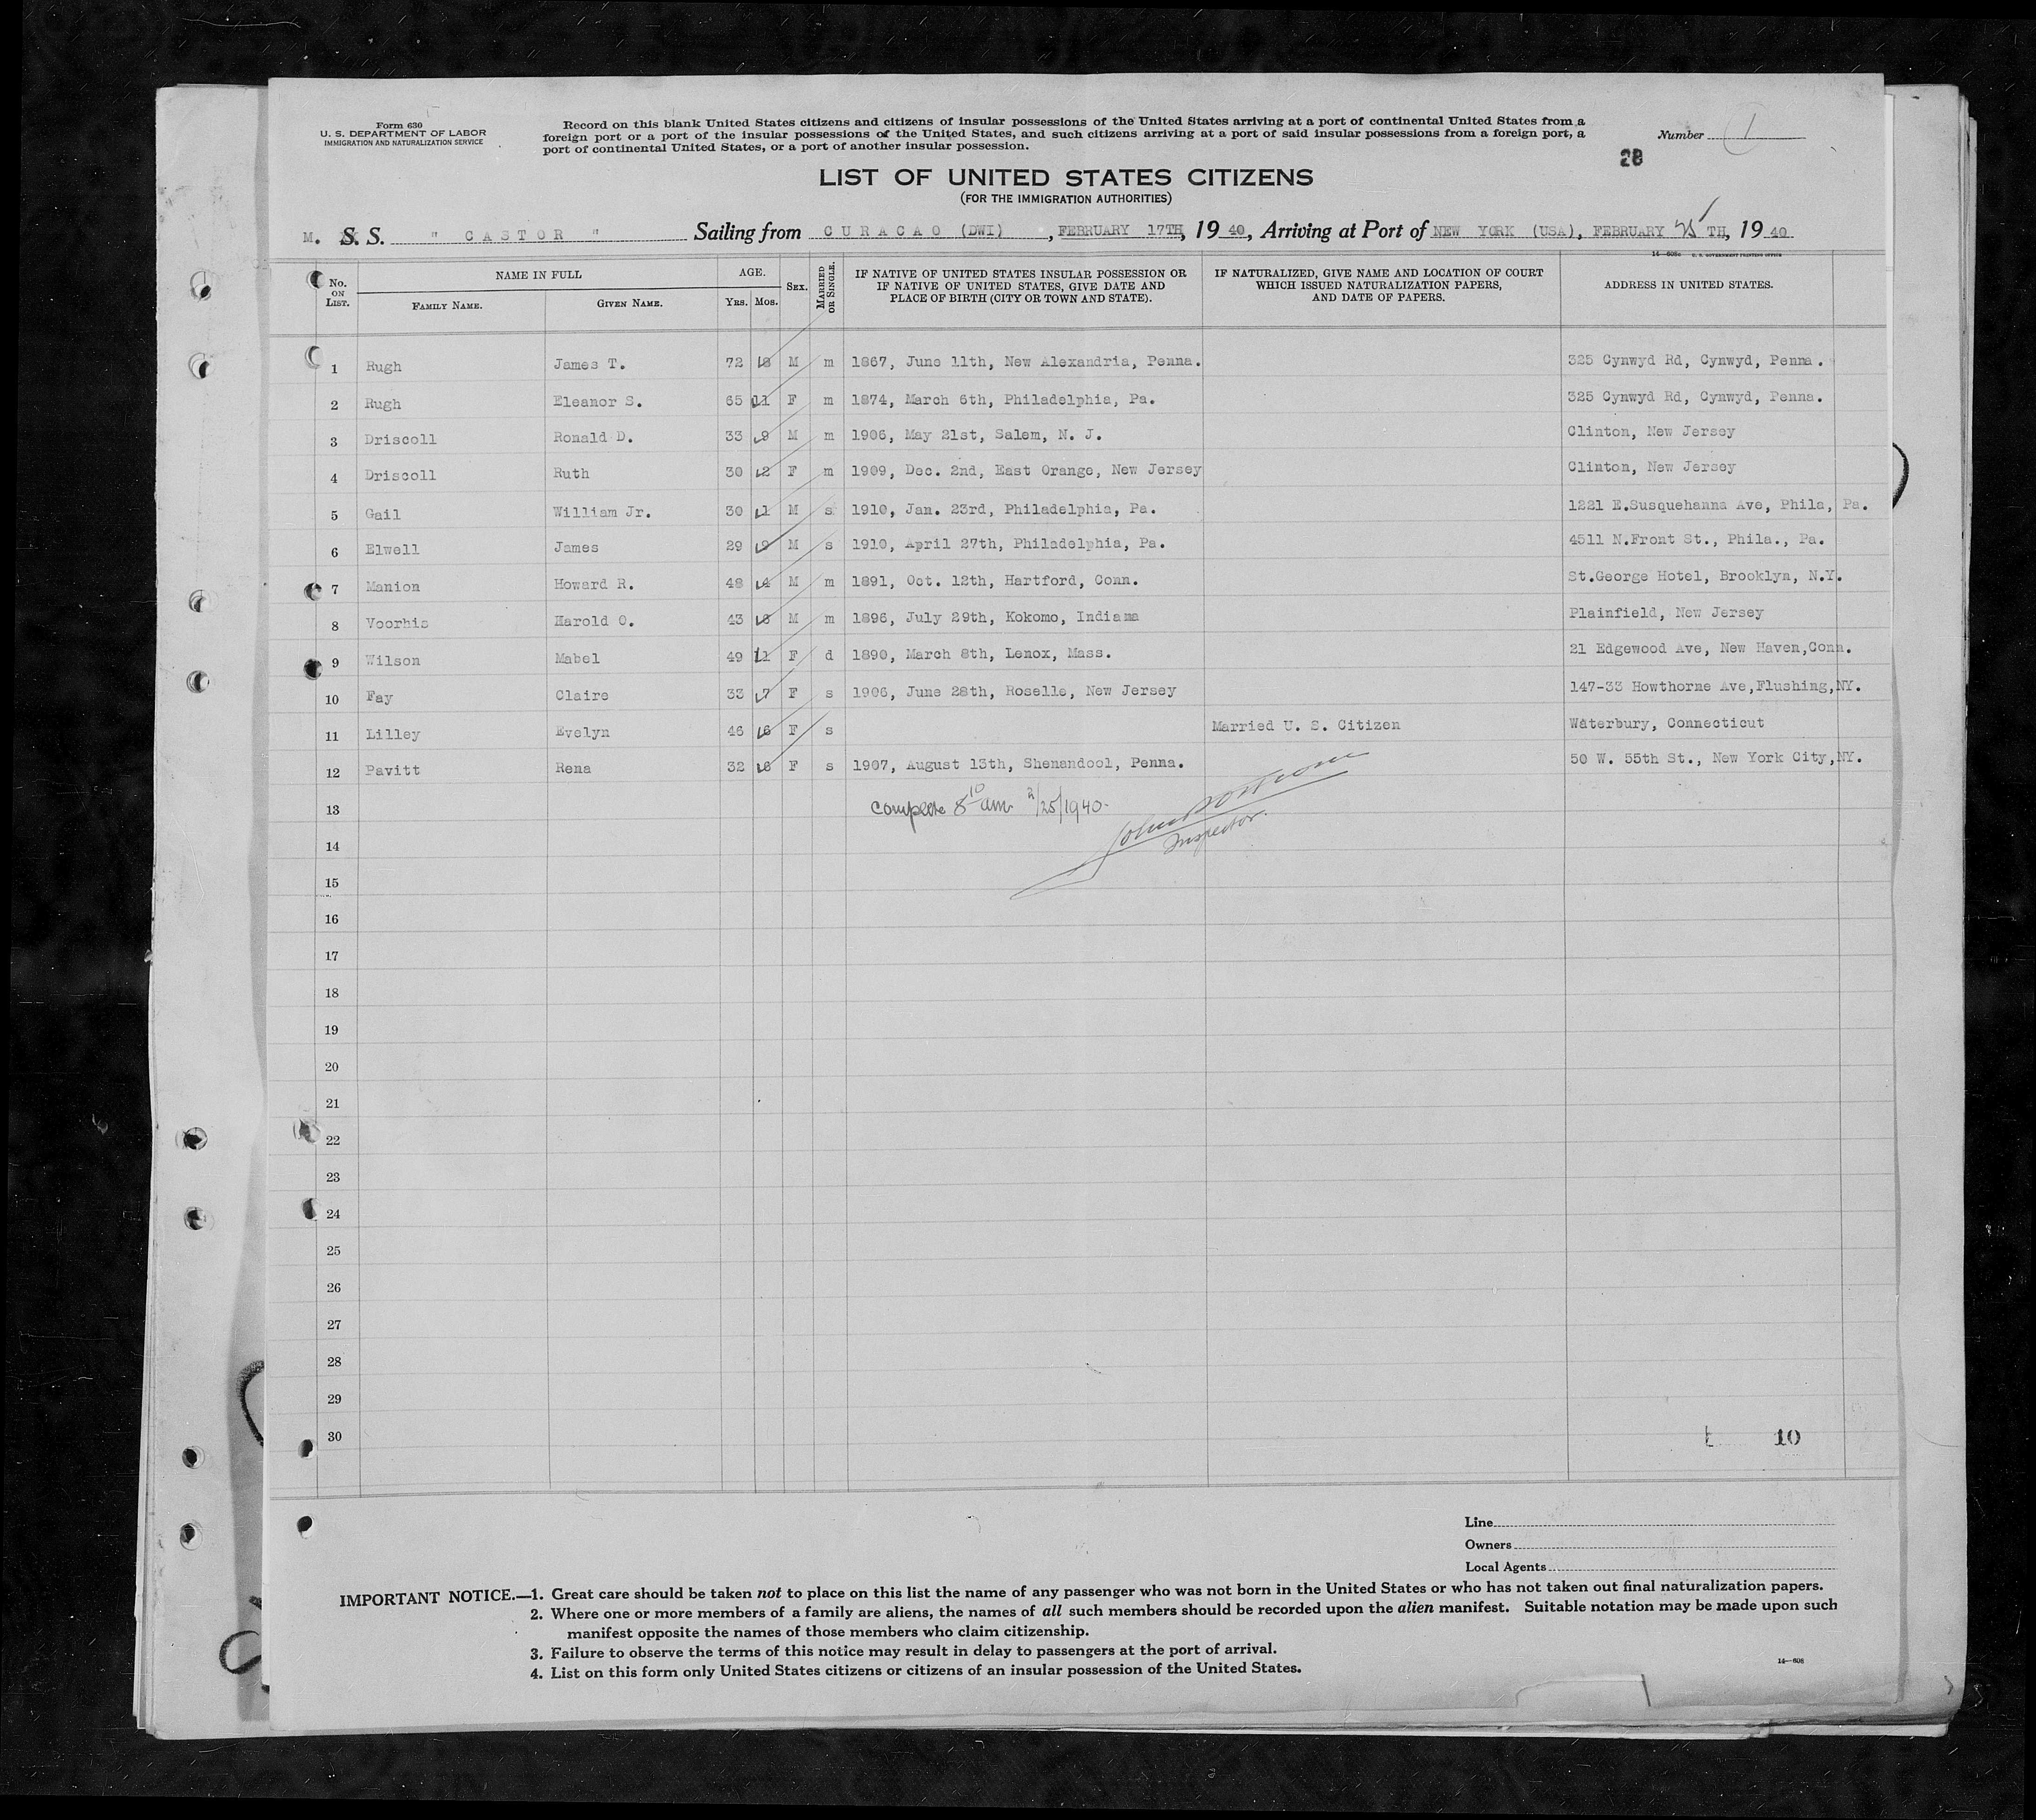 Form 630
U. S. DEPARTMENT OF LABOR
IMMIGRATION AND NATURALIZATION SERVICE
Record on this blank United States citizens and citizens of insular possessions of the United States arriving at a port of continental United States from a
foreign port or a port of the insular possessions of the United States, and such citizens arriving at a port of said insular possessions from a foreign port, a
port of continental United States, or a port of another insular possession.
Number 1
28
LIST OF UNITED STATES CITIZENS
(FOR THE IMMIGRATION AUTHORITIES)
M. S. S. " CASTOR " Sailing from CURACAO (DWI), FEBRUARY 17TH, 1940, Arriving at Port of NEW YORK (USA), FEBRUARY 25TH, 1940
14—608c U. S. GOVERNMENT PRINTING OFFICE
No. ON LIST. NAME IN FULL FAMILY NAME. GIVEN NAME. AGE. YRS. MOS. SEX. MARRIED OR SINGLE. IF NATIVE OF UNITED STATES INSULAR POSSESSION OR IF NATIVE OF UNITED STATES, GIVE DATE AND PLACE OF BIRTH (CITY OR TOWN AND STATE). IF NATURALIZED, GIVE NAME AND LOCATION OF COURT WHICH ISSUED NATURALIZATION PAPERS, AND DATE OF PAPERS. ADDRESS IN UNITED STATES.
1 Rugh James T. 72 8 M m 1867, June 11th, New Alexandria, Penna. 325 Cynwyd Rd, Cynwyd, Penna.
2 Rugh Eleanor S. 65 11 F m 1874, March 6th, Philadelphia, Pa. 325 Cynwyd Rd, Cynwyd, Penna.
3 Driscoll Ronald D. 33 9 M m 1906, May 21st, Salem, N. J. Clinton, New Jersey
4 Driscoll Ruth 30 2 F m 1909, Dec. 2nd, East Orange, New Jersey Clinton, New Jersey
5 Gail William Jr. 30 1 M s 1910, Jan. 23rd, Philadelphia, Pa. 1221 E.Susquehanna Ave, Phila, Pa.
6 Elwell James 29 9 M s 1910, April 27th, Philadelphia, Pa. 4511 N.Front St., Phila., Pa.
7 Manion Howard R. 48 4 M m 1891, Oct. 12th, Hartford, Conn. St.George Hotel, Brooklyn, N.Y.
8 Voorhis Harold O. 43 6 M m 1896, July 29th, Kokomo, Indiana Plainfield, New Jersey
9 Wilson Mabel 49 11 F d 1890, March 8th, Lenox, Mass. 21 Edgewood Ave, New Haven,Conn.
10 Fay Claire 33 7 F s 1906, June 28th, Roselle, New Jersey 147-33 Howthorne Ave,Flushing,NY.
11 Lilley Evelyn 46 6 F s Married U. S. Citizen Waterbury, Connecticut
12 Pavitt Rena 32 6 F s 1907, August 13th, Shenandool, Penna. 50 W. 55th St., New York City,NY.
13 Complete 8 10 am 2/25/1940-
14 Inspector.
15
16
17
18
19
20
21
22
23
24
25
26
27
28
29
30 10
Line
Owners
Local Agents
IMPORTANT NOTICE.—1. Great care should be taken not to place on this list the name of any passenger who was not born in the United States or who has not taken out final naturalization papers.
2. Where one or more members of a family are aliens, the names of all such members should be recorded upon the alien manifest. Suitable notation may be made upon such
manifest opposite the names of those members who claim citizenship.
3. Failure to observe the terms of this notice may result in delay to passengers at the port of arrival.
4. List on this form only United States citizens or citizens of an insular possession of the United States.
14—608